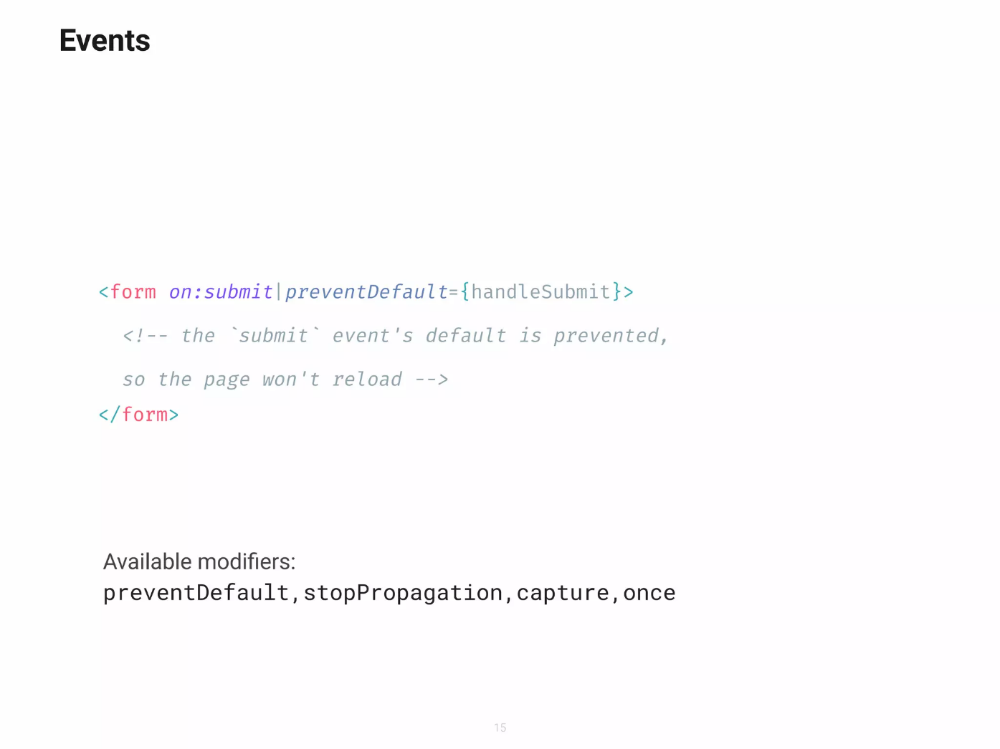 Events
<form on:submit|preventDefault={handleSubmit}>
<!-- the `submit` event's default is prevented,
so the page won't reload -->
</form>
Available modifiers:
preventDefault,stopPropagation,capture,once
15